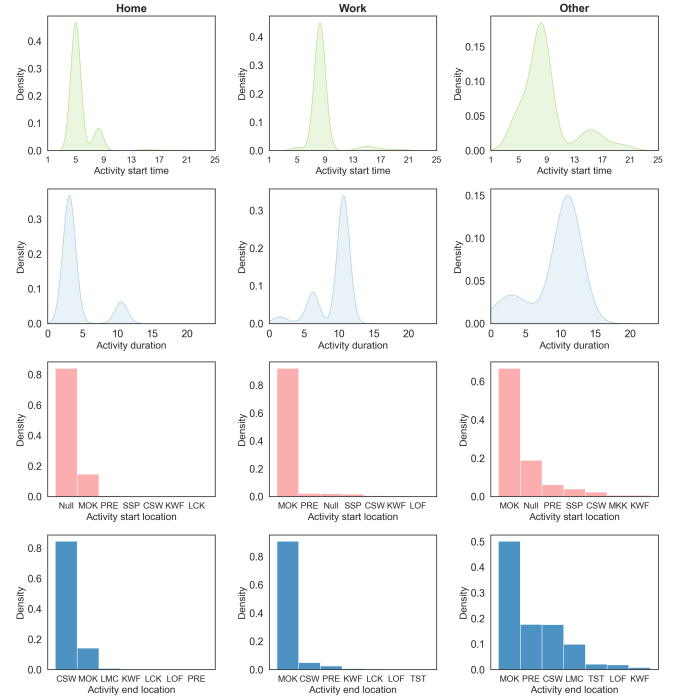 Home Work Other
Density 0.4 0.3 0.2 0.1 0.0
1 5 9 13 17 21 25
Activity start time
Density 0.4 0.3 0.2 0.1 0.0
1 5 9 13 17 21 25
Activity start time
Density 0.15 0.10 0.05 0.00
1 5 9 13 17 21 25
Activity start time
Density 0.3 0.2 0.1 0.0
0 5 10 15 20
Activity duration
Density 0.3 0.2 0.1 0.0
0 5 10 15 20
Activity duration
Density 0.15 0.10 0.05 0.00
0 5 10 15 20
Activity duration
Density 0.8 0.6 0.4 0.2 0.0
Null MOK PRE SSP CSW KWF LCK
Activity start location
Density 0.8 0.6 0.4 0.2 0.0
MOK PRE Null SSP CSW KWF LOF
Activity start location
Density 0.6 0.4 0.2 0.0
MOK Null PRE SSP CSW MKK KWF
Activity start location
Density 0.8 0.6 0.4 0.2 0.0
CSW MOK LMC KWF LCK LOF PRE
Activity end location
Density 0.8 0.6 0.4 0.2 0.0
MOK CSW PRE KWF LCK LOF TST
Activity end location
Density 0.5 0.4 0.3 0.2 0.1 0.0
MOK PRE CSW LMC TST LOF KWF
Activity end location